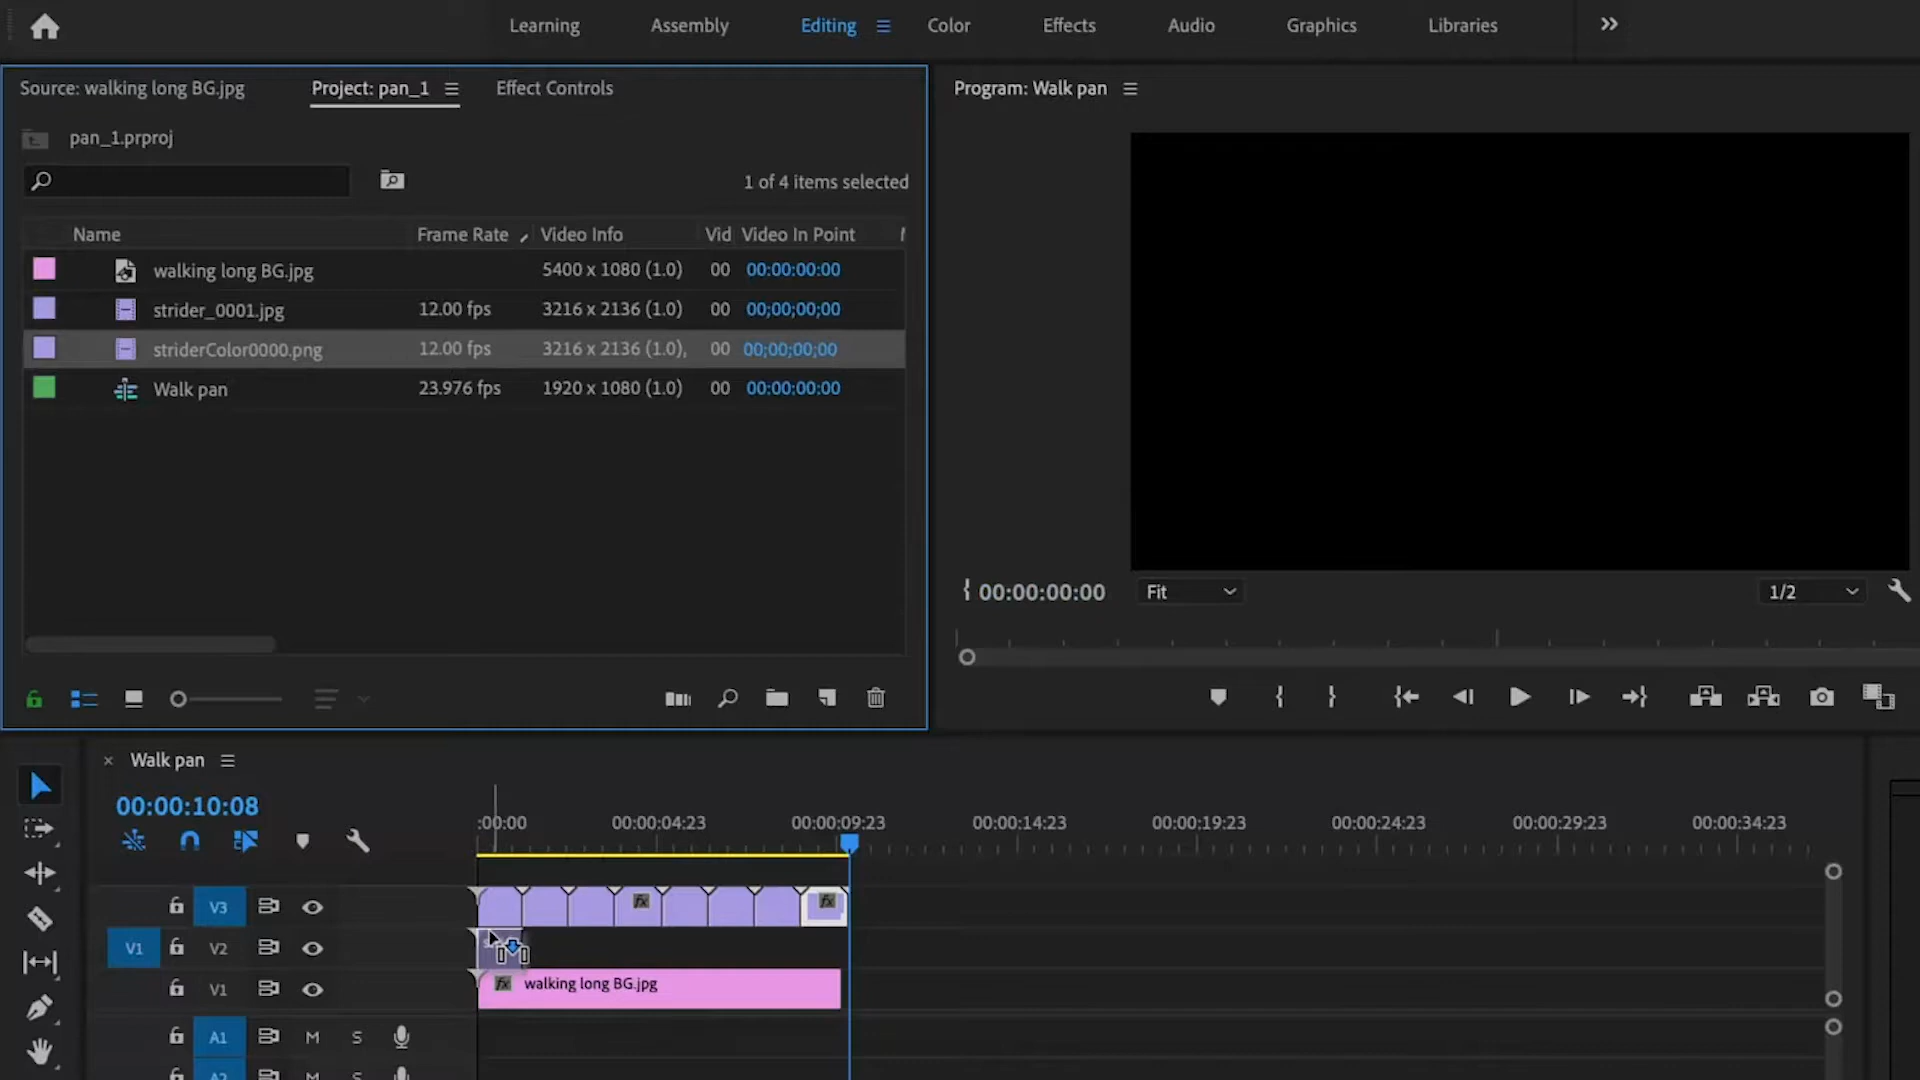 Learning Assembly Editing Color Effects Audio Graphics Libraries
Source: walking long BG.jpg Project: pan_1 Effect Controls
Program: Walk pan
pan_1.prproj
1 of 4 items selected
Name Frame Rate Video Info Vid Video In Point
walking long BG.jpg 5400 x 1080 (1.0) 00 00:00:00:00
strider_0001.jpg 12.00 fps 3216 x 2136 (1.0) 00 00;00;00;00
striderColor0000.png 12.00 fps 3216 x 2136 (1.0), 00 00;00;00;00
Walk pan 23.976 fps 1920 x 1080 (1.0) 00 00:00:00:00
00:00:00:00 Fit 1/2
Walk pan
00:00:10:08
:00:00 00:00:04:23 00:00:09:23 00:00:14:23 00:00:19:23 00:00:24:23 00:00:29:23 00:00:34:23
V3 fx fx
V1 V2
V1 fx walking long BG.jpg
A1 M S
A2 M S